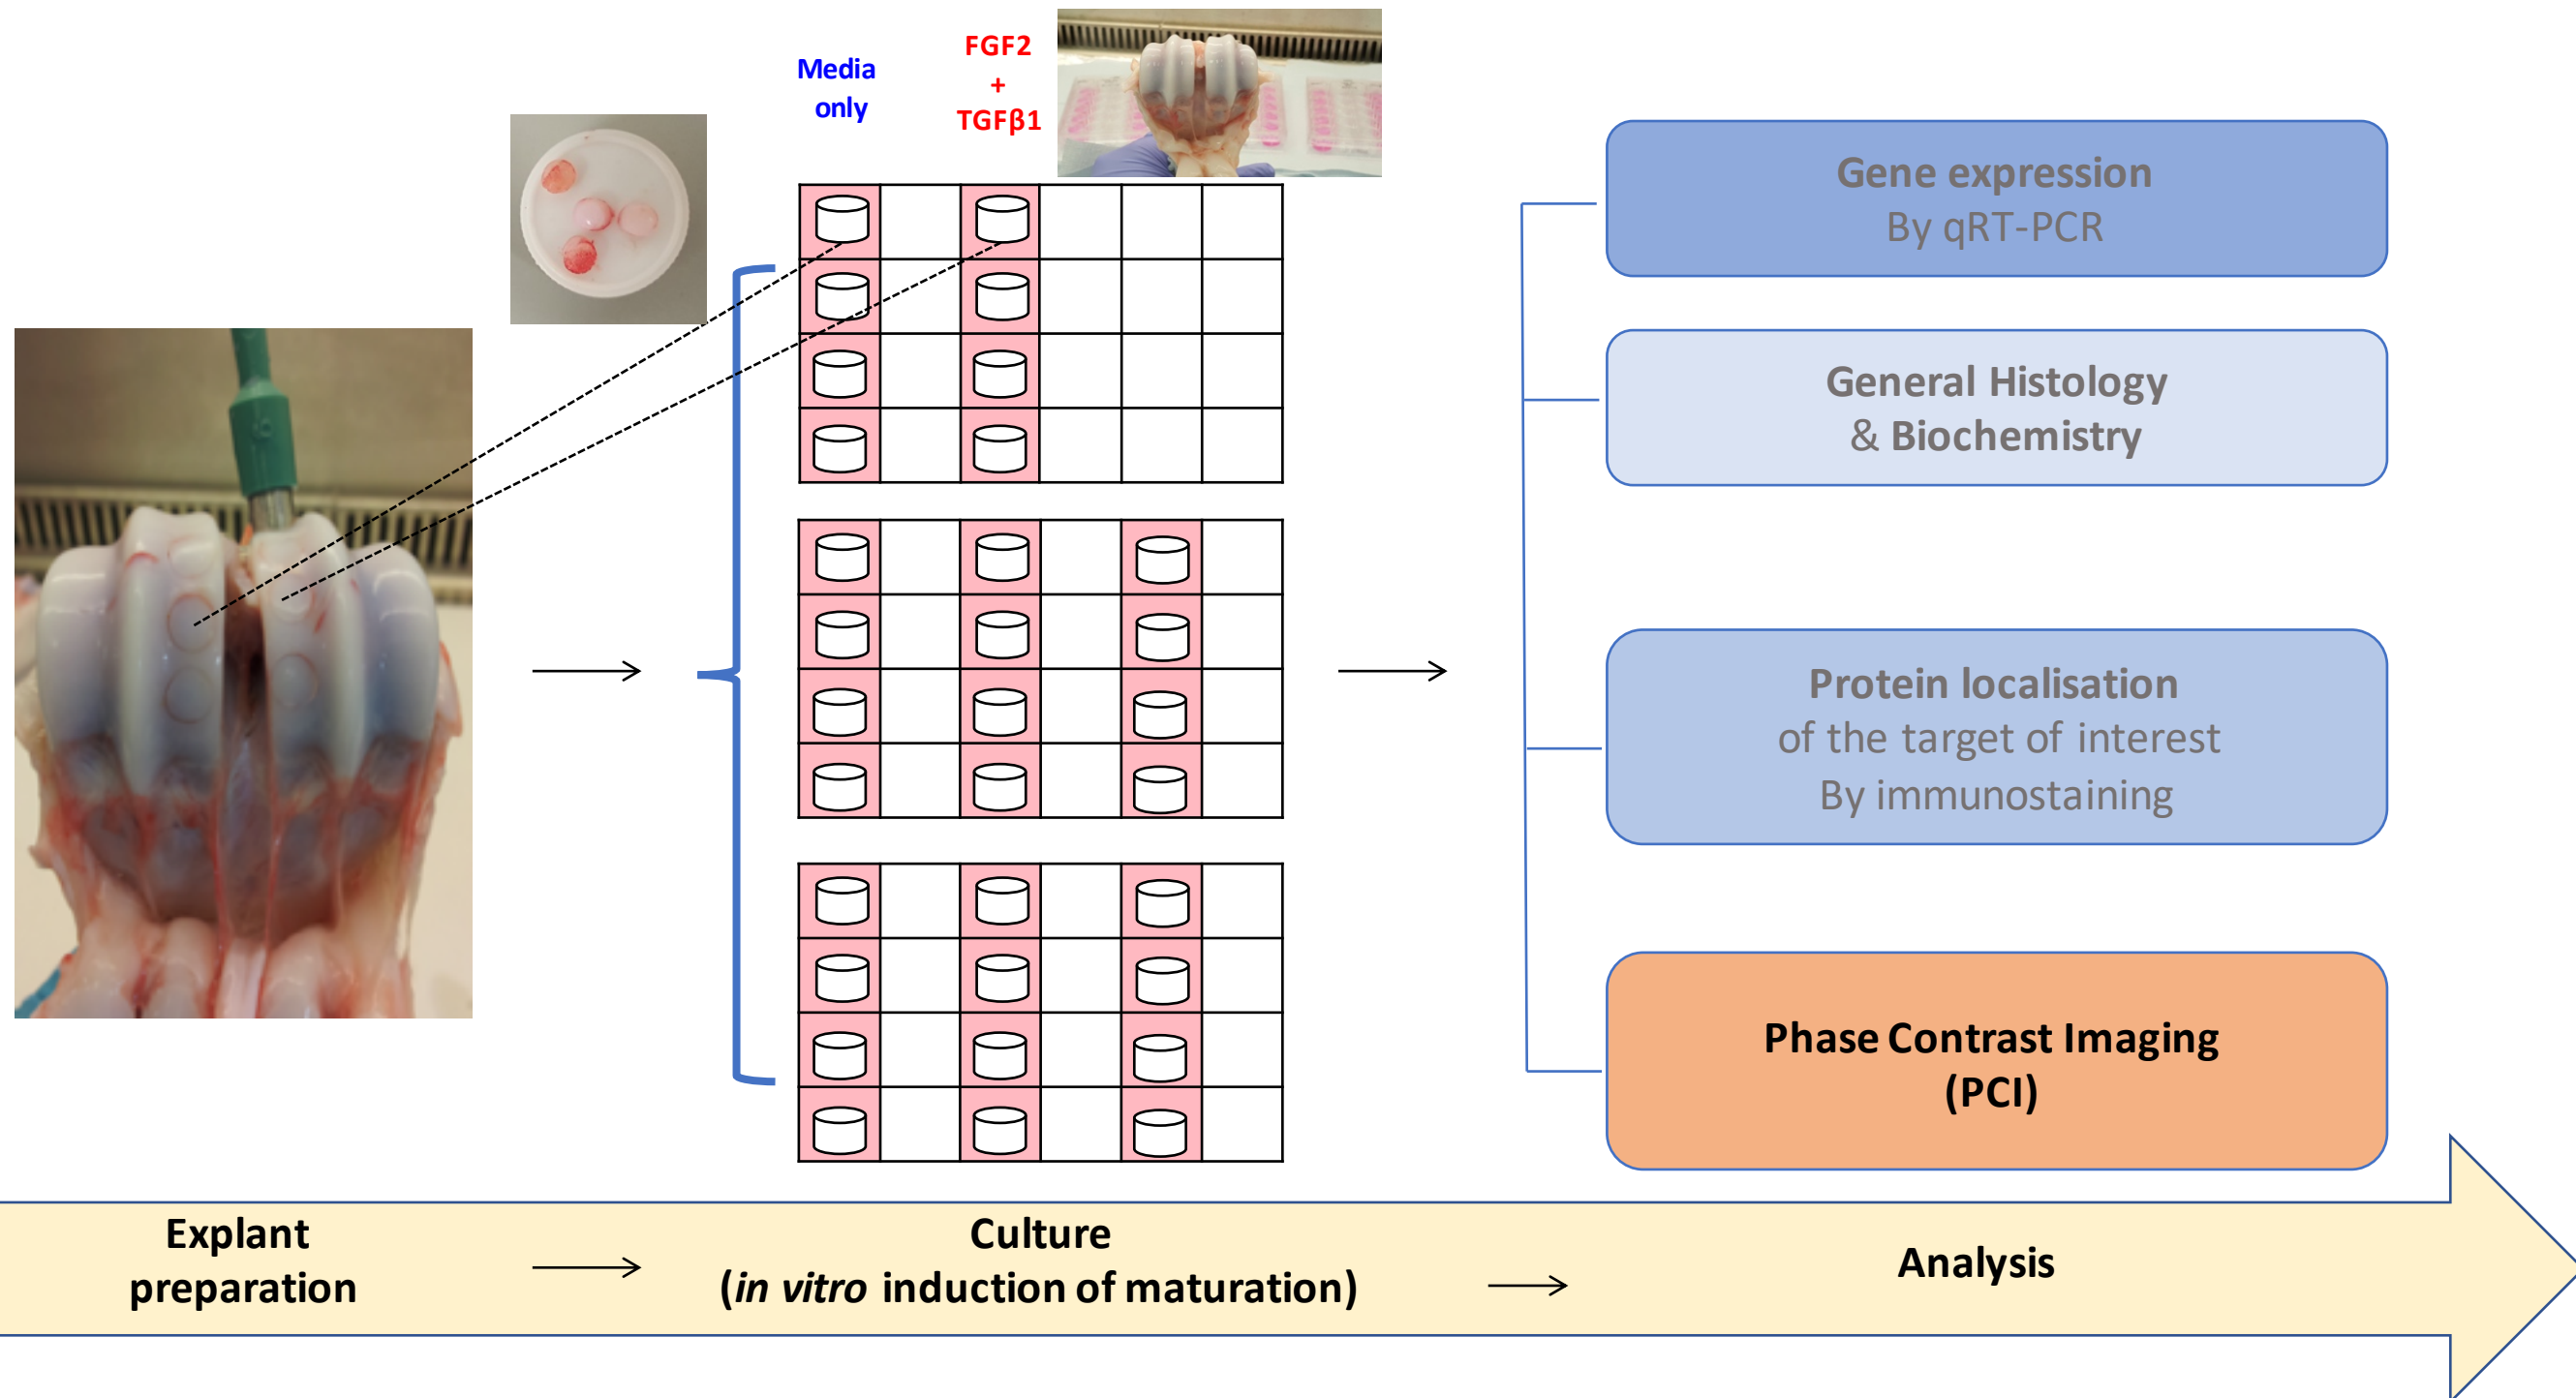 Media
only
FGF2
+
TGFβ1
Gene expression
By qRT-PCR
General Histology
& Biochemistry
Protein localisation
of the target of interest
By immunostaining
Phase Contrast Imaging
(PCI)
Explant
preparation
Culture
(in vitro induction of maturation)
Analysis